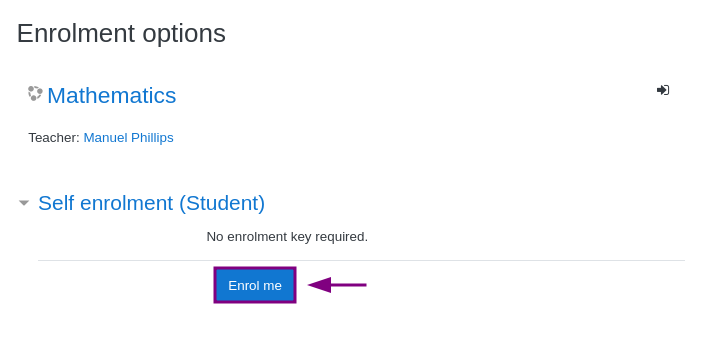 Enrolment options
Mathematics
Teacher: Manuel Phillips
Self enrolment (Student)
No enrolment key required.
Enrol me